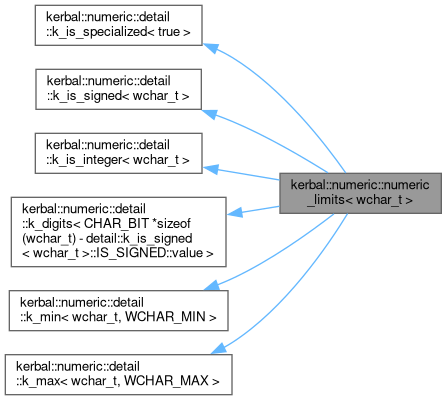 kerbal::numeric::detail
::k_is_specialized< true >
kerbal::numeric::detail
::k_is_signed< wchar_t >
kerbal::numeric::detail
::k_is_integer< wchar_t >
kerbal::numeric::detail
::k_digits< CHAR_BIT *sizeof
(wchar_t) - detail::k_is_signed
< wchar_t >::IS_SIGNED::value >
kerbal::numeric::detail
::k_min< wchar_t, WCHAR_MIN >
kerbal::numeric::detail
::k_max< wchar_t, WCHAR_MAX >
kerbal::numeric::numeric
_limits< wchar_t >